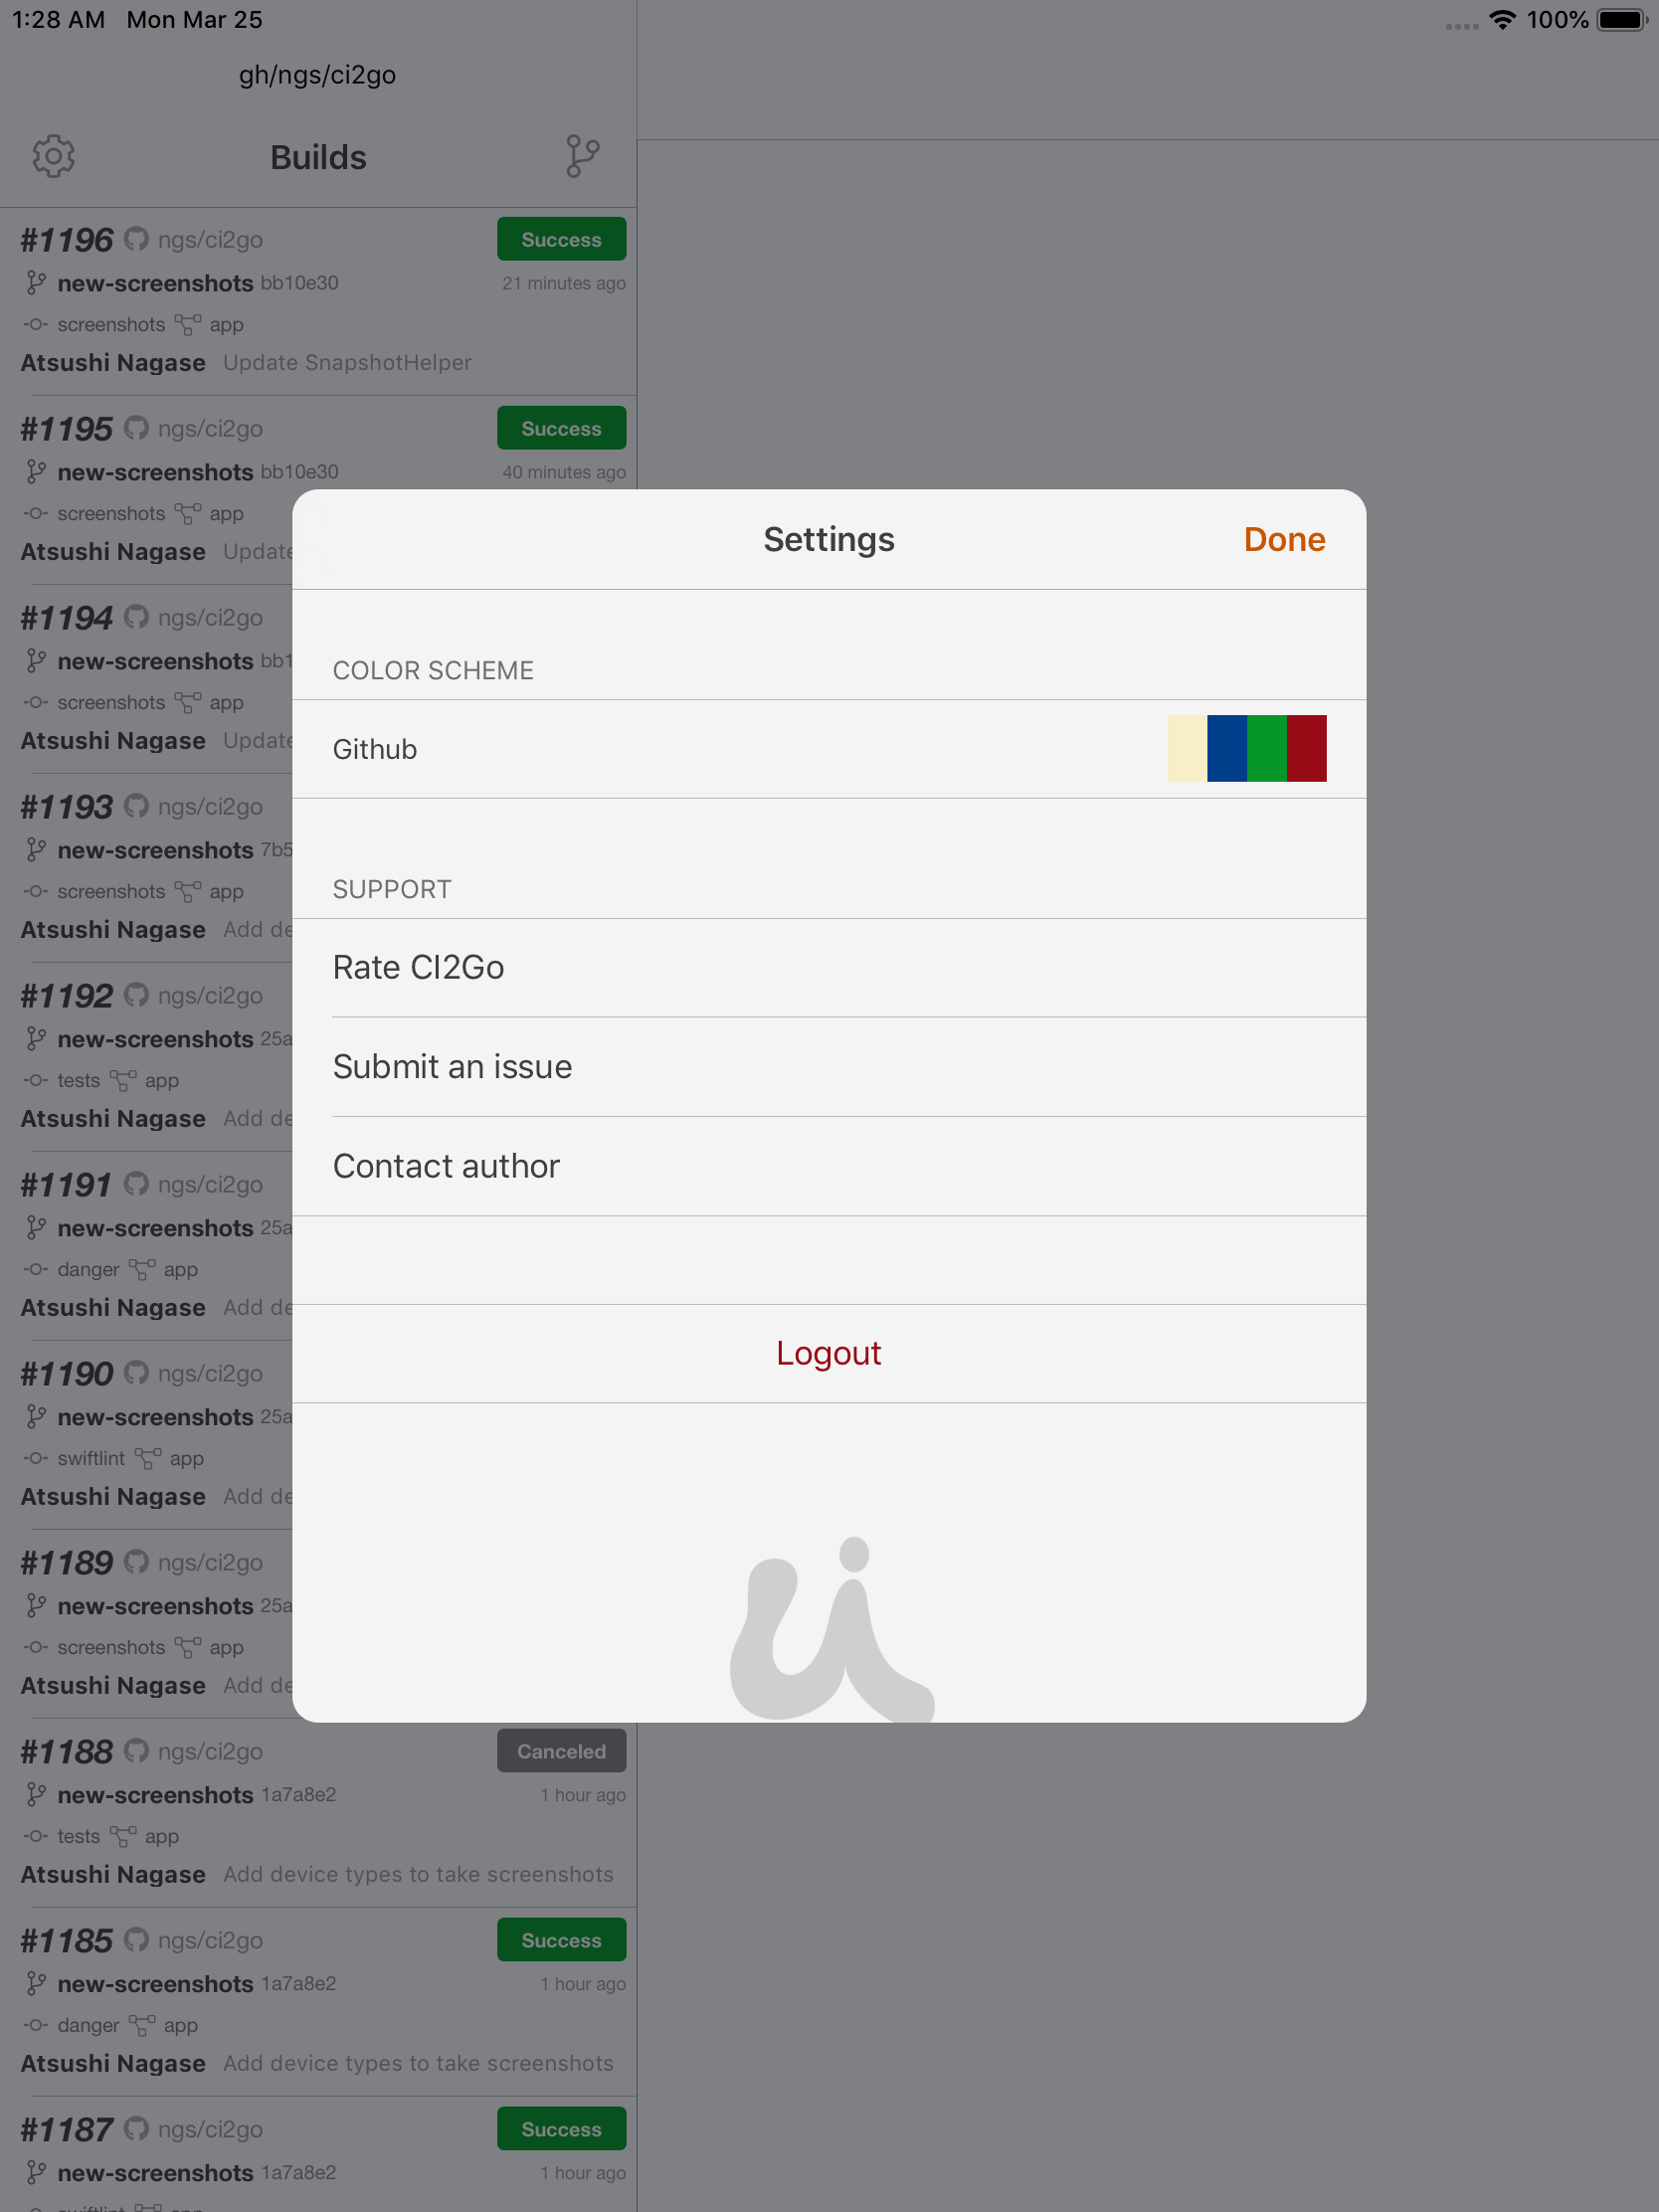 1:28 AM Mon Mar 25
100%
gh/ngs/ci2go
Builds
#1196 ngs/ci2go Success
new-screenshots bb10e30 21 minutes ago
screenshots app
Atsushi Nagase Update SnapshotHelper
#1195 ngs/ci2go Success
new-screenshots bb10e30 40 minutes ago
screenshots app
Atsushi Nagase Update
#1194 ngs/ci2go
new-screenshots bb1
screenshots app
Atsushi Nagase Update
#1193 ngs/ci2go
new-screenshots 7b5
screenshots app
Atsushi Nagase Add de
#1192 ngs/ci2go
new-screenshots 25a
tests app
Atsushi Nagase Add de
#1191 ngs/ci2go
new-screenshots 25a
danger app
Atsushi Nagase Add de
#1190 ngs/ci2go
new-screenshots 25a
swiftlint app
Atsushi Nagase Add de
#1189 ngs/ci2go
new-screenshots 25a
screenshots app
Atsushi Nagase Add de
#1188 ngs/ci2go Canceled
new-screenshots 1a7a8e2 1 hour ago
tests app
Atsushi Nagase Add device types to take screenshots
#1185 ngs/ci2go Success
new-screenshots 1a7a8e2 1 hour ago
danger app
Atsushi Nagase Add device types to take screenshots
#1187 ngs/ci2go Success
new-screenshots 1a7a8e2 1 hour ago
swiftlint app
Settings
Done
COLOR SCHEME
Github
SUPPORT
Rate CI2Go
Submit an issue
Contact author
Logout